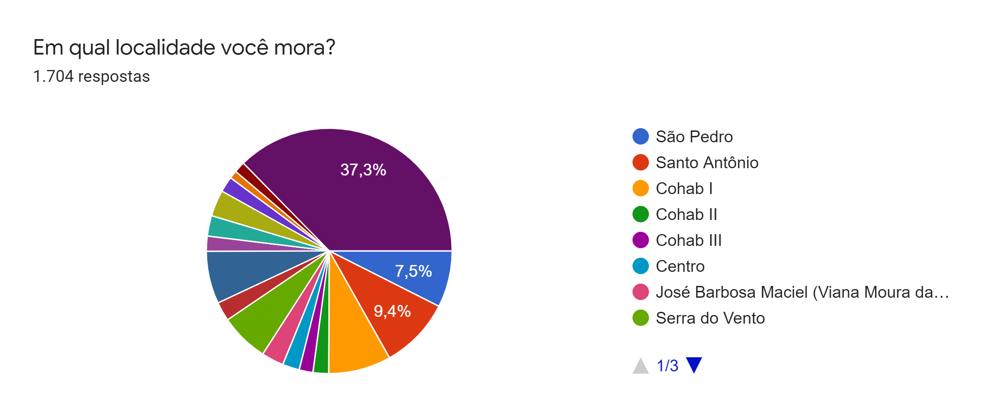 Em qual localidade você mora?
1.704 respostas
37,3%
7,5%
9,4%
São Pedro
Santo Antônio
Cohab I
Cohab II
Cohab III
Centro
José Barbosa Maciel (Viana Moura da…
Serra do Vento
1/3